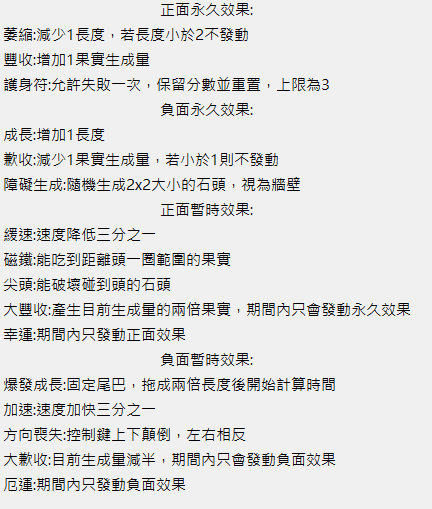 正面永久效果:
萎縮:減少1長度，若長度小於2不發動
豐收:增加1果實生成量
護身符:允許失敗一次，保留分數並重置，上限為3
負面永久效果:
成長:增加1長度
歉收:減少1果實生成量，若小於1則不發動
障礙生成:隨機生成2x2大小的石頭，視為牆壁
正面暫時效果:
緩速:速度降低三分之一
磁鐵:能吃到距離頭一圈範圍的果實
尖頭:能破壞碰到頭的石頭
大豐收:產生目前生成量的兩倍果實，期間內只會發動永久效果
幸運:期間內只發動正面效果
負面暫時效果:
爆發成長:固定尾巴，拖成兩倍長度後開始計算時間
加速:速度加快三分之一
方向喪失:控制鍵上下顛倒，左右相反
大歉收:目前生成量減半，期間內只會發動負面效果
厄運:期間內只發動負面效果